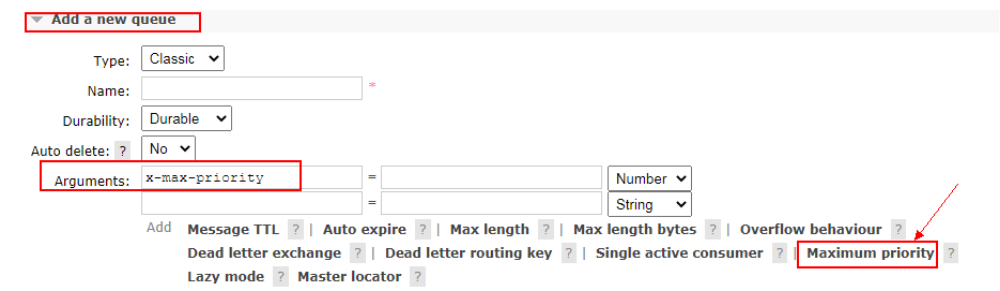 Add a new queue
Type: Classic
Name: *
Durability: Durable
Auto delete: ? No
Arguments: x-max-priority = Number
= String
Add Message TTL ? | Auto expire ? | Max length ? | Max length bytes ? | Overflow behaviour ?
Dead letter exchange ? | Dead letter routing key ? | Single active consumer ? | Maximum priority ?
Lazy mode ? Master locator ?